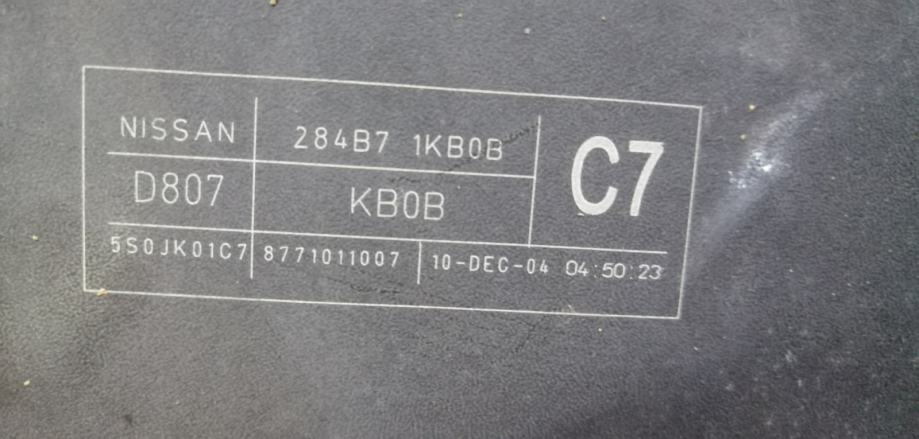 NISSAN 284B7 1KB0B C7
D807 KB0B
5S0JK01C7 8771011007 10-DEC-04 04:50:23